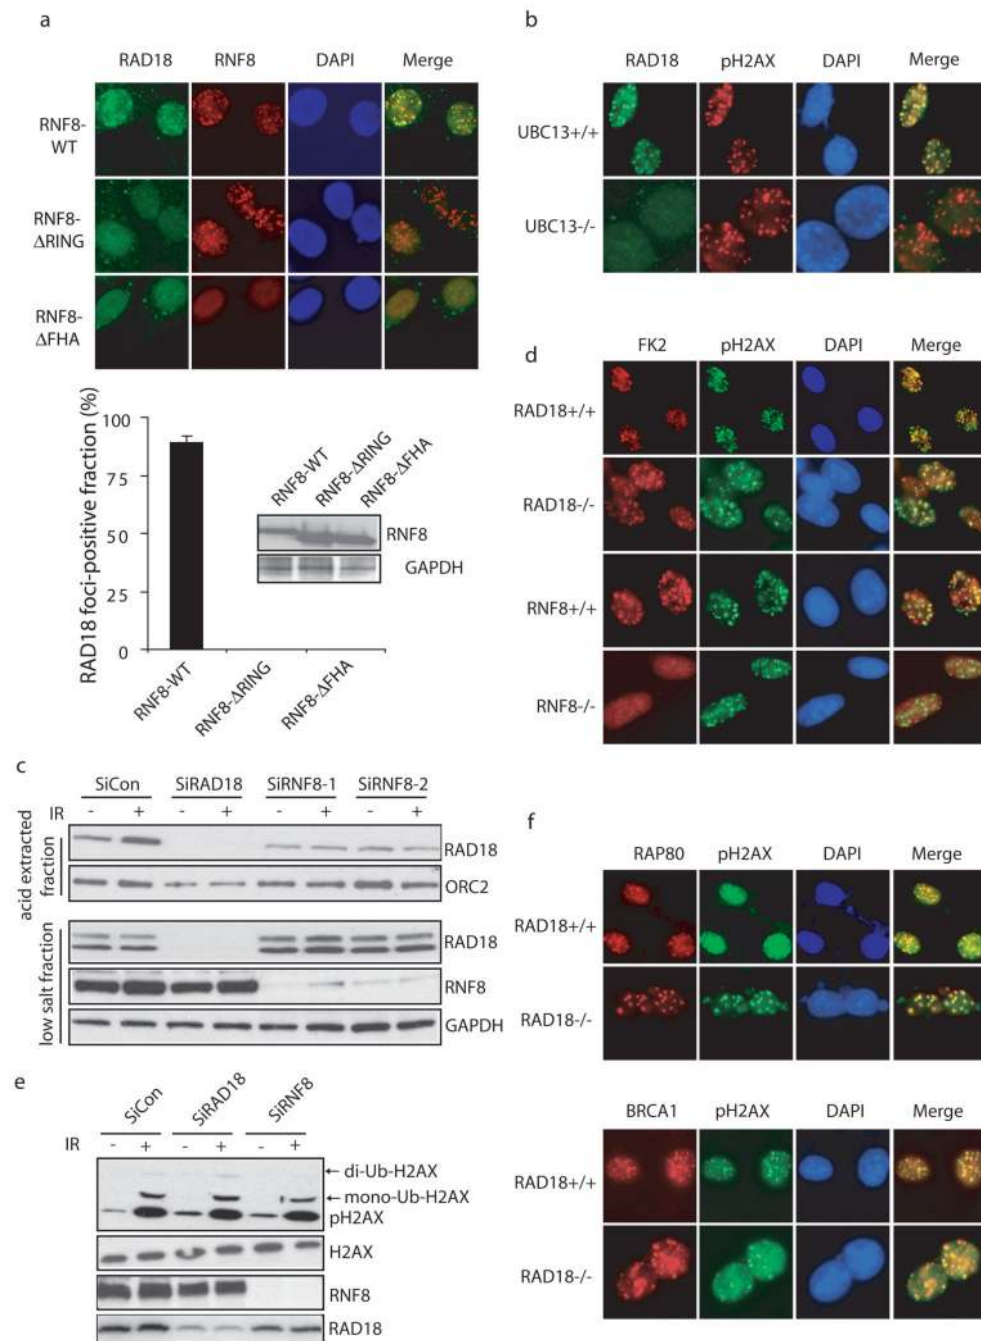 a
RAD18 RNF8 DAPI Merge
RNF8-
WT
RNF8-
ΔRING
RNF8-
ΔFHA
RAD18 foci-positive fraction (%)
100
75
50
25
0
RNF8-WT
RNF8-ΔRING
RNF8-ΔFHA
RNF8-WT
RNF8-ΔRING
RNF8-ΔFHA
RNF8
GAPDH
b
RAD18 pH2AX DAPI Merge
UBC13+/+
UBC13-/-
c
SiCon SiRAD18 SiRNF8-1 SiRNF8-2
IR - + - + - + - +
acid extracted
fraction
RAD18
ORC2
low salt fraction
RAD18
RNF8
GAPDH
d
FK2 pH2AX DAPI Merge
RAD18+/+
RAD18-/-
RNF8+/+
RNF8-/-
e
SiCon SiRAD18 SiRNF8
IR - + - + - +
←di-Ub-H2AX
←mono-Ub-H2AX
pH2AX
H2AX
RNF8
RAD18
f
RAP80 pH2AX DAPI Merge
RAD18+/+
RAD18-/-
BRCA1 pH2AX DAPI Merge
RAD18+/+
RAD18-/-